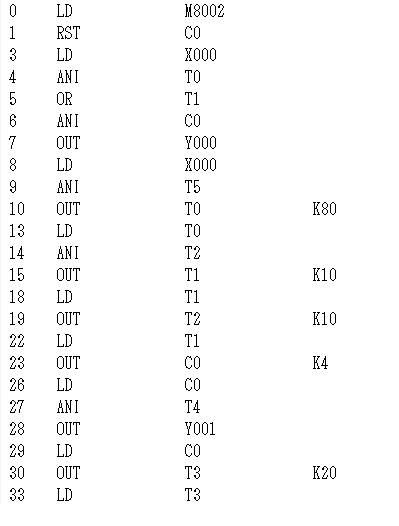 0 LD M8002
1 RST C0
3 LD X000
4 ANI T0
5 OR T1
6 ANI C0
7 OUT Y000
8 LD X000
9 ANI T5
10 OUT T0 K80
13 LD T0
14 ANI T2
15 OUT T1 K10
18 LD T1
19 OUT T2 K10
22 LD T1
23 OUT C0 K4
26 LD C0
27 ANI T4
28 OUT Y001
29 LD C0
30 OUT T3 K20
33 LD T3